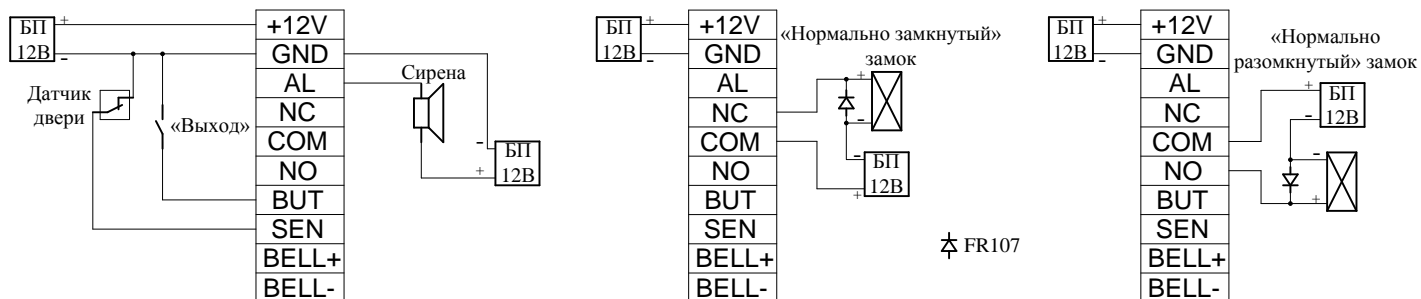 БП
12В
+
-
Датчик
двери
«Выход»
+12V
GND
AL
NC
COM
NO
BUT
SEN
BELL+
BELL-
Сирена
-
+
БП
12В
БП
12В
+
-
+12V
GND
AL
NC
COM
NO
BUT
SEN
BELL+
BELL-
«Нормально замкнутый»
замок
+
-
-
+
БП
12В
FR107
БП
12В
+
-
+12V
GND
AL
NC
COM
NO
BUT
SEN
BELL+
BELL-
«Нормально
разомкнутый» замок
+
-
БП
12В
-
+